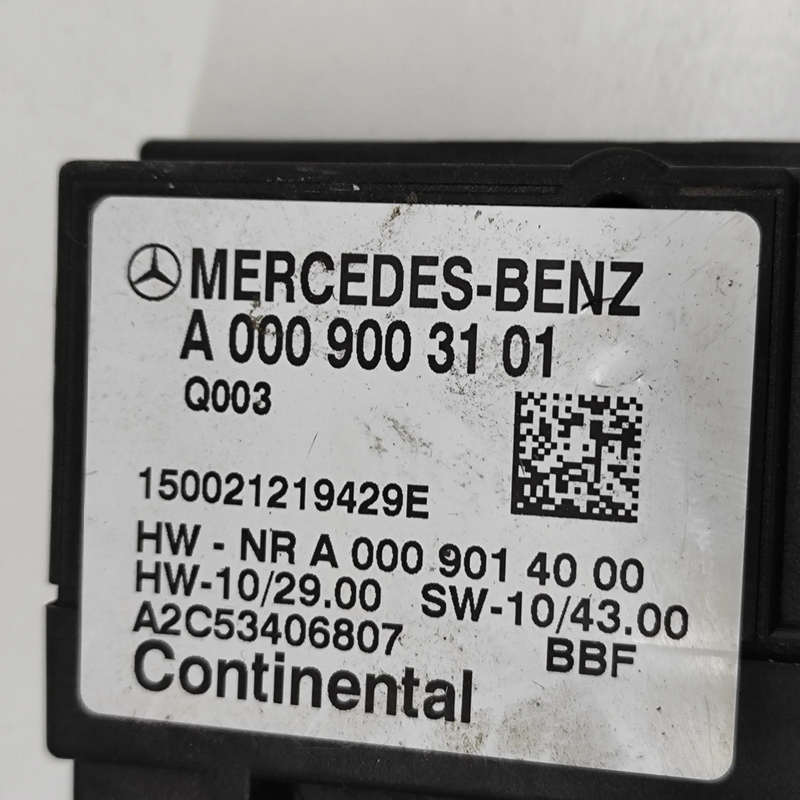 MERCEDES-BENZ
A 000 900 31 01
Q003
150021219429E
HW - NR A 000 901 40 00
HW-10/29.00 SW-10/43.00
A2C53406807 BBF
Continental